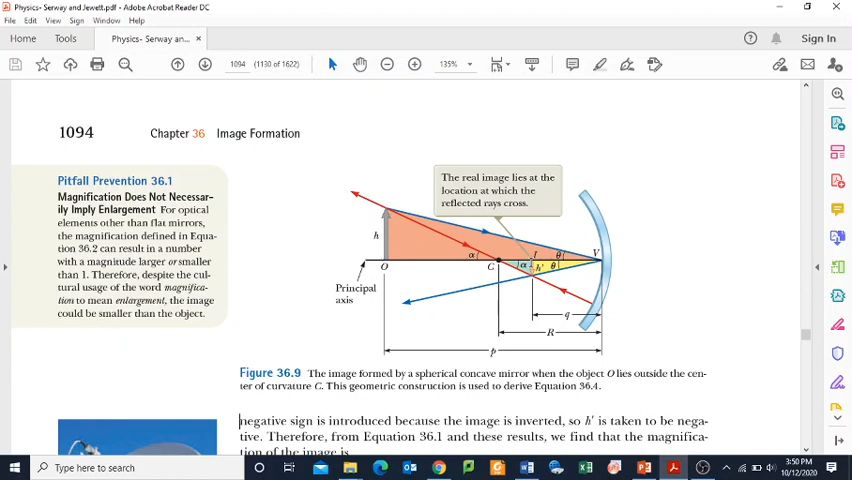 Physics- Serway and Jewett.pdf - Adobe Acrobat Reader DC
File Edit View Sign Window Help
Home Tools Physics- Serway an... × Sign In
1094 (1130 of 1622) 135%
1094 Chapter 36 Image Formation
Pitfall Prevention 36.1
Magnification Does Not Necessar-
ily Imply Enlargement For optical
elements other than flat mirrors,
the magnification defined in Equa-
tion 36.2 can result in a number
with a magnitude larger or smaller
than 1. Therefore, despite the cul-
tural usage of the word magnifica-
tion to mean enlargement, the image
could be smaller than the object.
The real image lies at the
location at which the
reflected rays cross.
h
α
θ
V
I
O
C
α
h'
θ
Principal
axis
q
R
p
Figure 36.9 The image formed by a spherical concave mirror when the object O lies outside the cen-
ter of curvature C. This geometric construction is used to derive Equation 36.4.
negative sign is introduced because the image is inverted, so h' is taken to be nega-
tive. Therefore, from Equation 36.1 and these results, we find that the magnifica-
tion of the image is
Type here to search
3:50 PM
10/12/2020